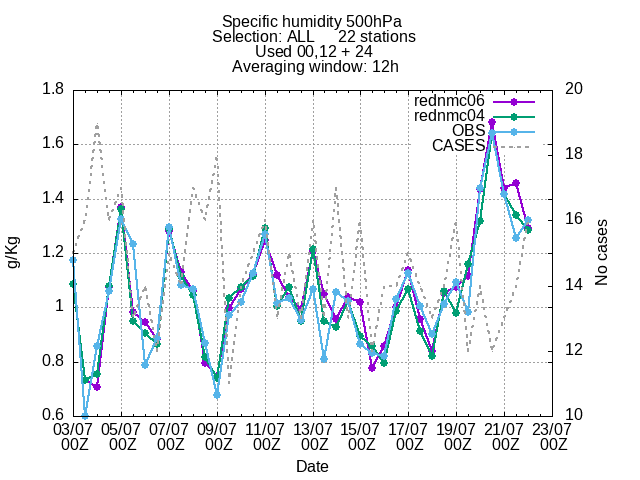 Specific humidity 500hPa
Selection: ALL 22 stations
Used 00,12 + 24
Averaging window: 12h
g/Kg
1.8
1.6
1.4
1.2
1
0.8
0.6
rednmc06
rednmc04
OBS
CASES
20
18
16
14
12
10
No cases
03/07 05/07 07/07 09/07 11/07 13/07 15/07 17/07 19/07 21/07 23/07
00Z 00Z 00Z 00Z 00Z 00Z 00Z 00Z 00Z 00Z 00Z
Date